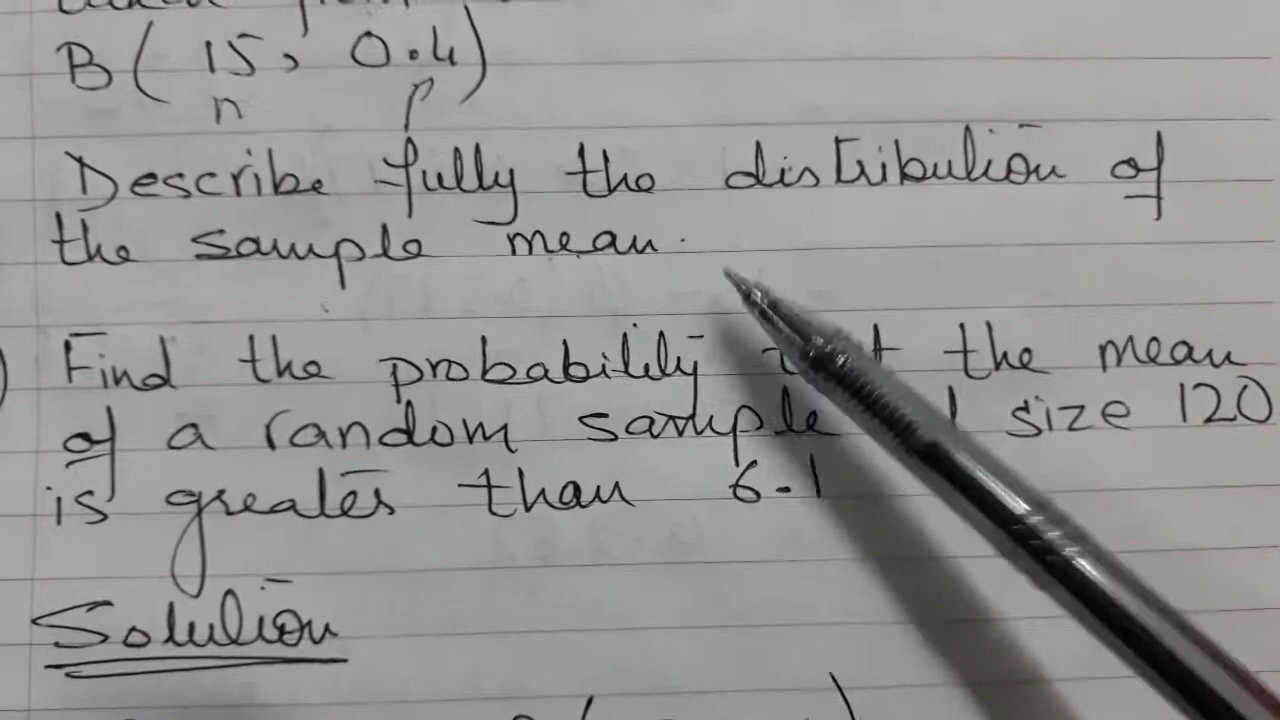 B ( 15, 0.4)
n p
Describe fully the distribution of
the sample mean.
) Find the probability the mean
of a random sample size 120
is greater than 6.1
Solution